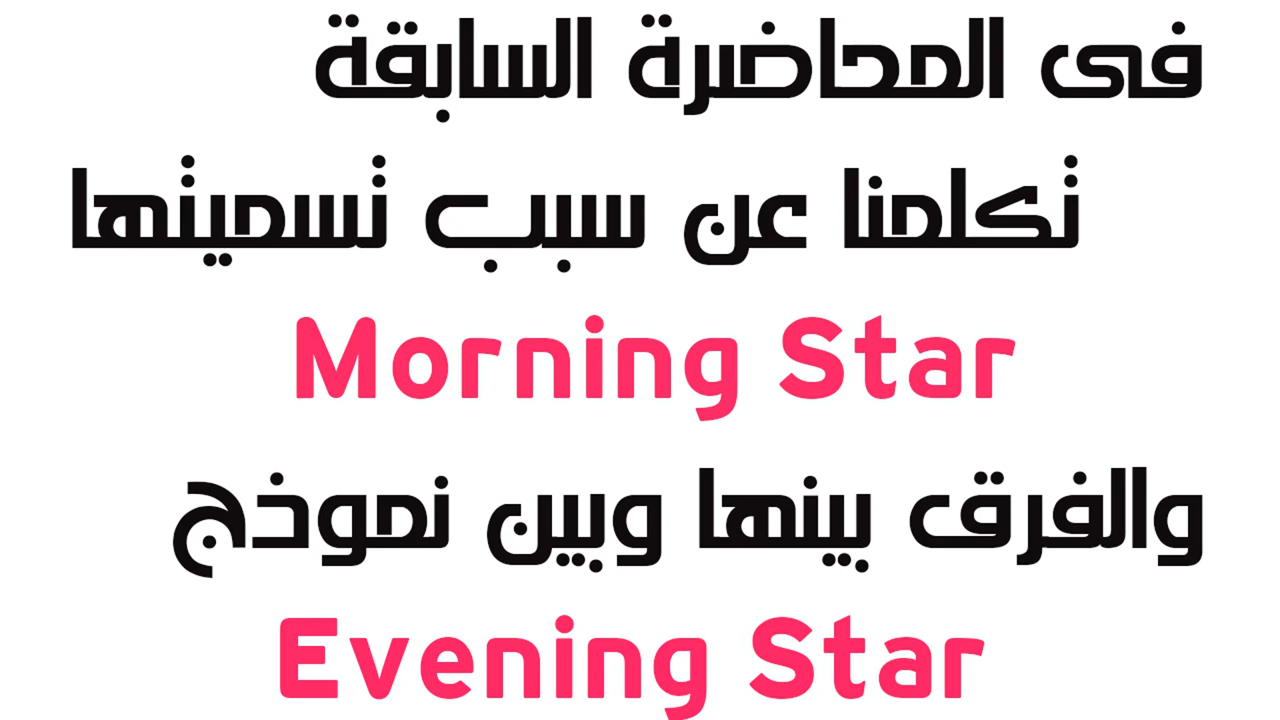 فى المحاضرة السابقة
تكلمنا عن سبب تسميتها
Morning Star
والفرق بينها وبين نموذج
Evening Star